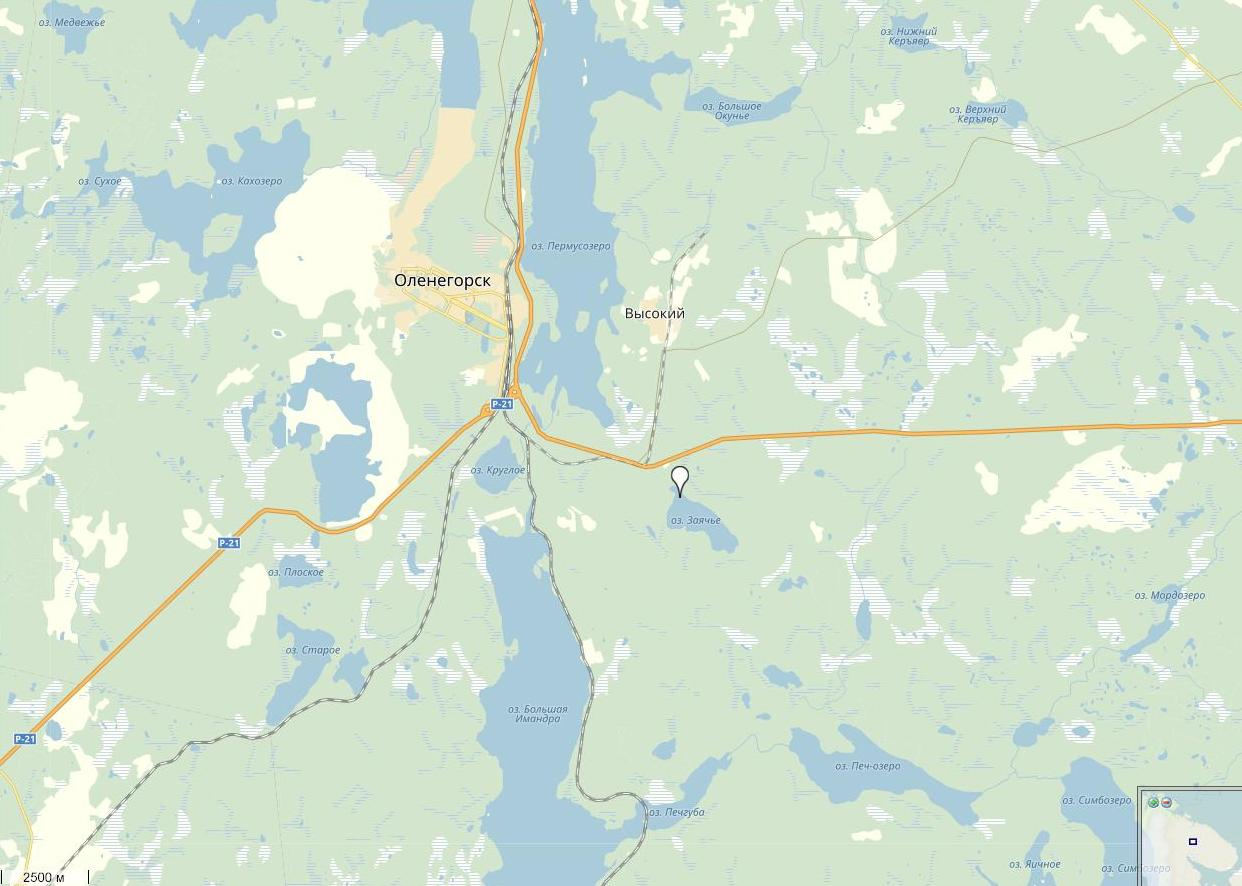 оз. Медвежье
оз. Нижний
Керъявр
оз. Большое
Окунье
оз. Верхний
Керъявр
оз. Сухое
оз. Кахозеро
оз. Пермусозеро
Оленегорск
Высокий
Р-21
оз. Круглое
оз. Заячье
Р-21
оз. Плоское
оз. Мордозеро
оз. Старое
оз. Большая
Имандра
Р-21
оз. Печ-озеро
оз. Симбозеро
оз. Печгуба
оз. Яичное
оз. Симбозеро
2500 м